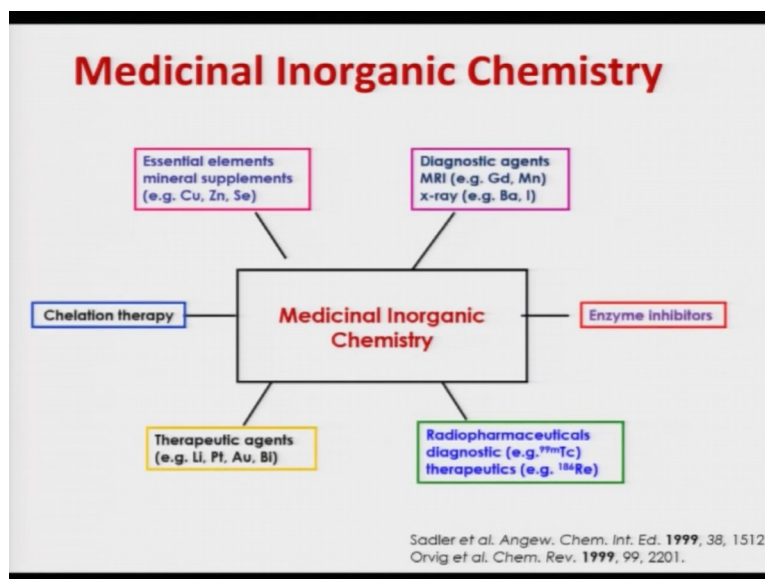 Medicinal Inorganic Chemistry
Essential elements
mineral supplements
(e.g. Cu, Zn, Se)
Diagnostic agents
MRI (e.g. Gd, Mn)
x-ray (e.g. Ba, I)
Chelation therapy
Medicinal Inorganic
Chemistry
Enzyme inhibitors
Therapeutic agents
(e.g. Li, Pt, Au, Bi)
Radiopharmaceuticals
diagnostic (e.g.⁹⁹ᵐTc)
therapeutics (e.g. ¹⁸⁶Re)
Sadler et al. Angew. Chem. Int. Ed. 1999, 38, 1512
Orvig et al. Chem. Rev. 1999, 99, 2201.